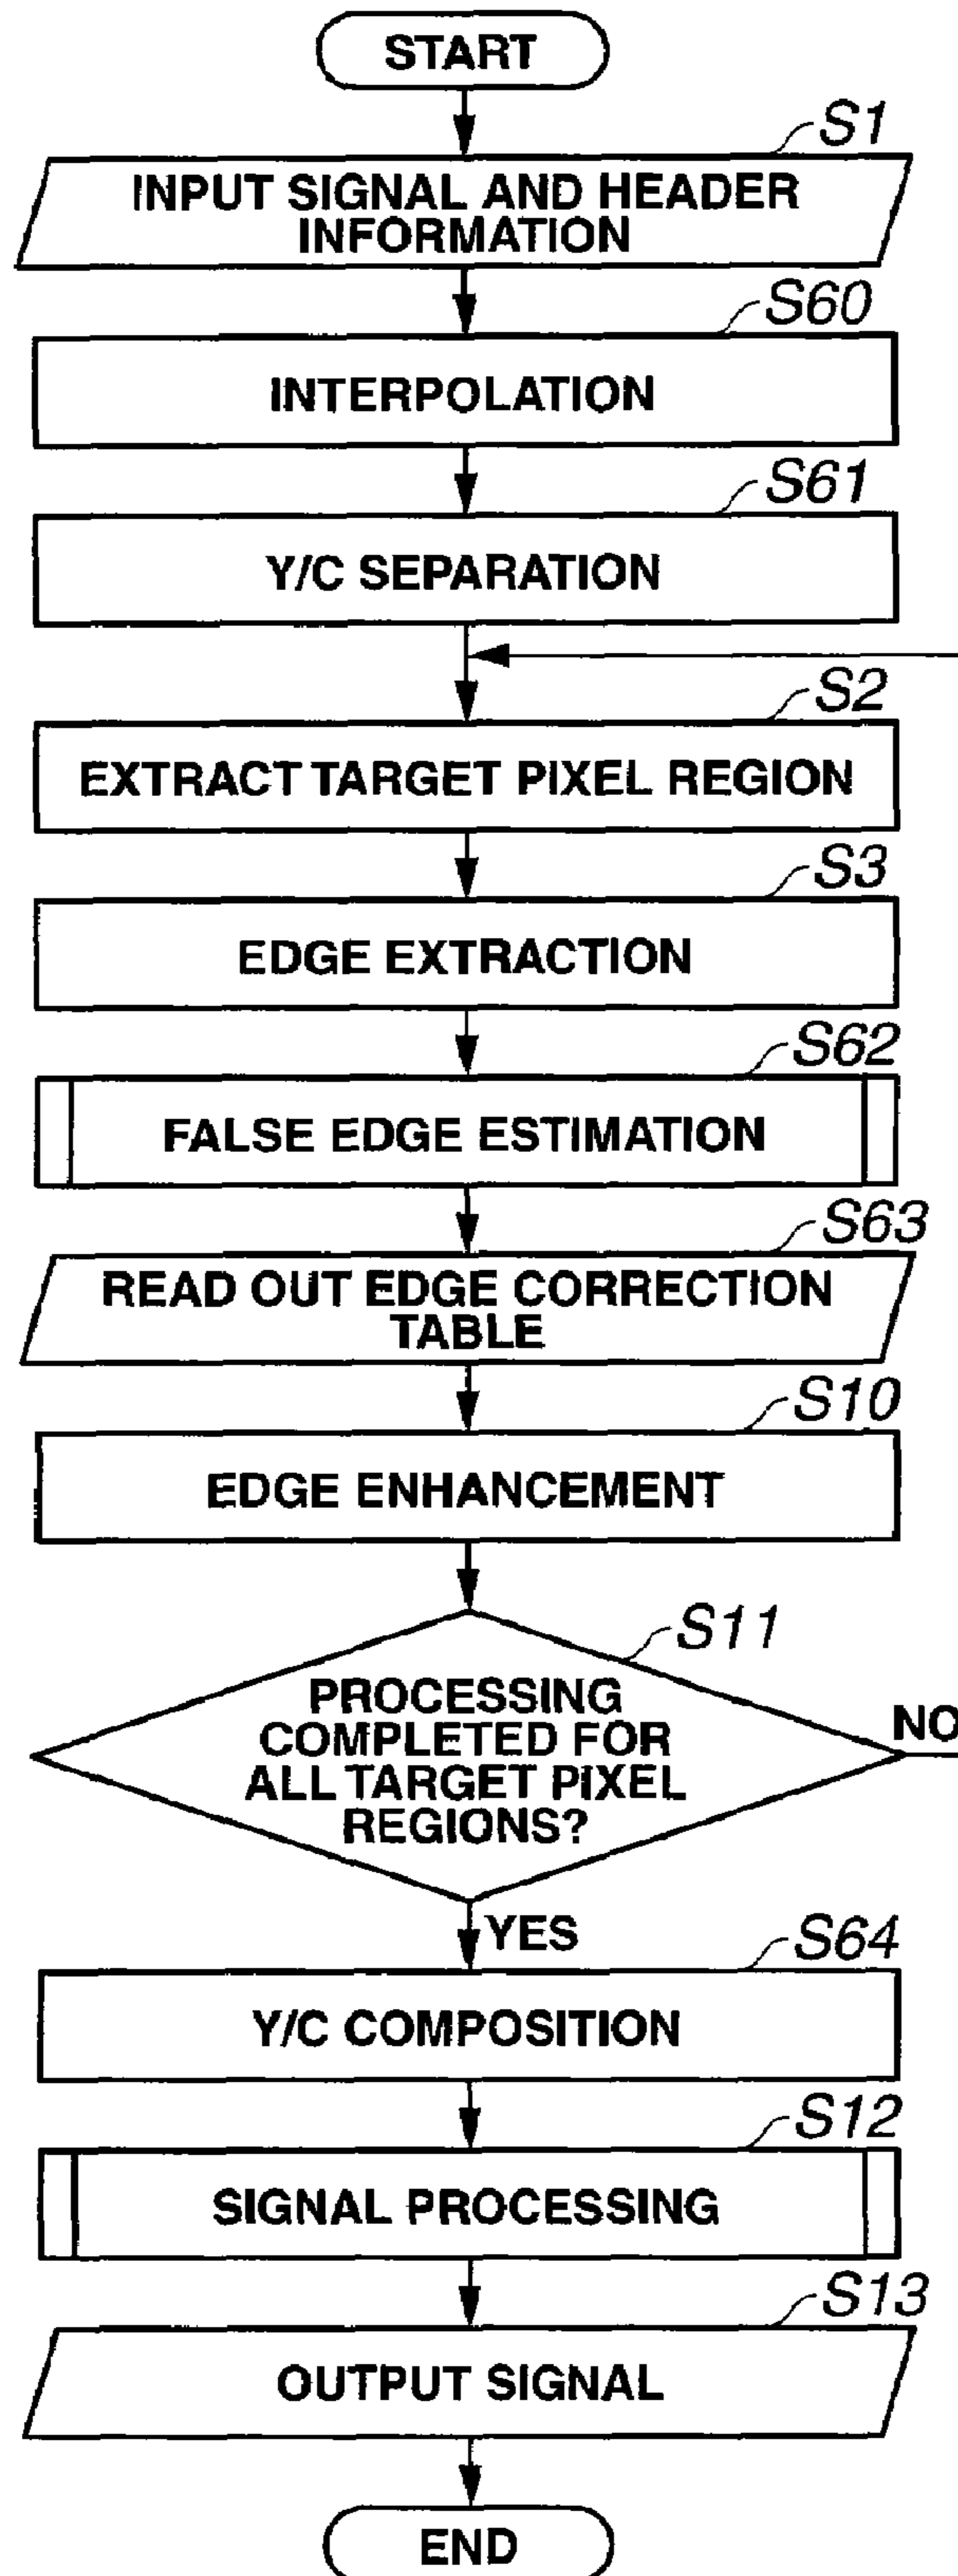 START
S1
INPUT SIGNAL AND HEADER
INFORMATION
S60
INTERPOLATION
S61
Y/C SEPARATION
S2
EXTRACT TARGET PIXEL REGION
S3
EDGE EXTRACTION
S62
FALSE EDGE ESTIMATION
S63
READ OUT EDGE CORRECTION
TABLE
S10
EDGE ENHANCEMENT
S11
PROCESSING
COMPLETED FOR
ALL TARGET PIXEL
REGIONS?
NO
YES
S64
Y/C COMPOSITION
S12
SIGNAL PROCESSING
S13
OUTPUT SIGNAL
END